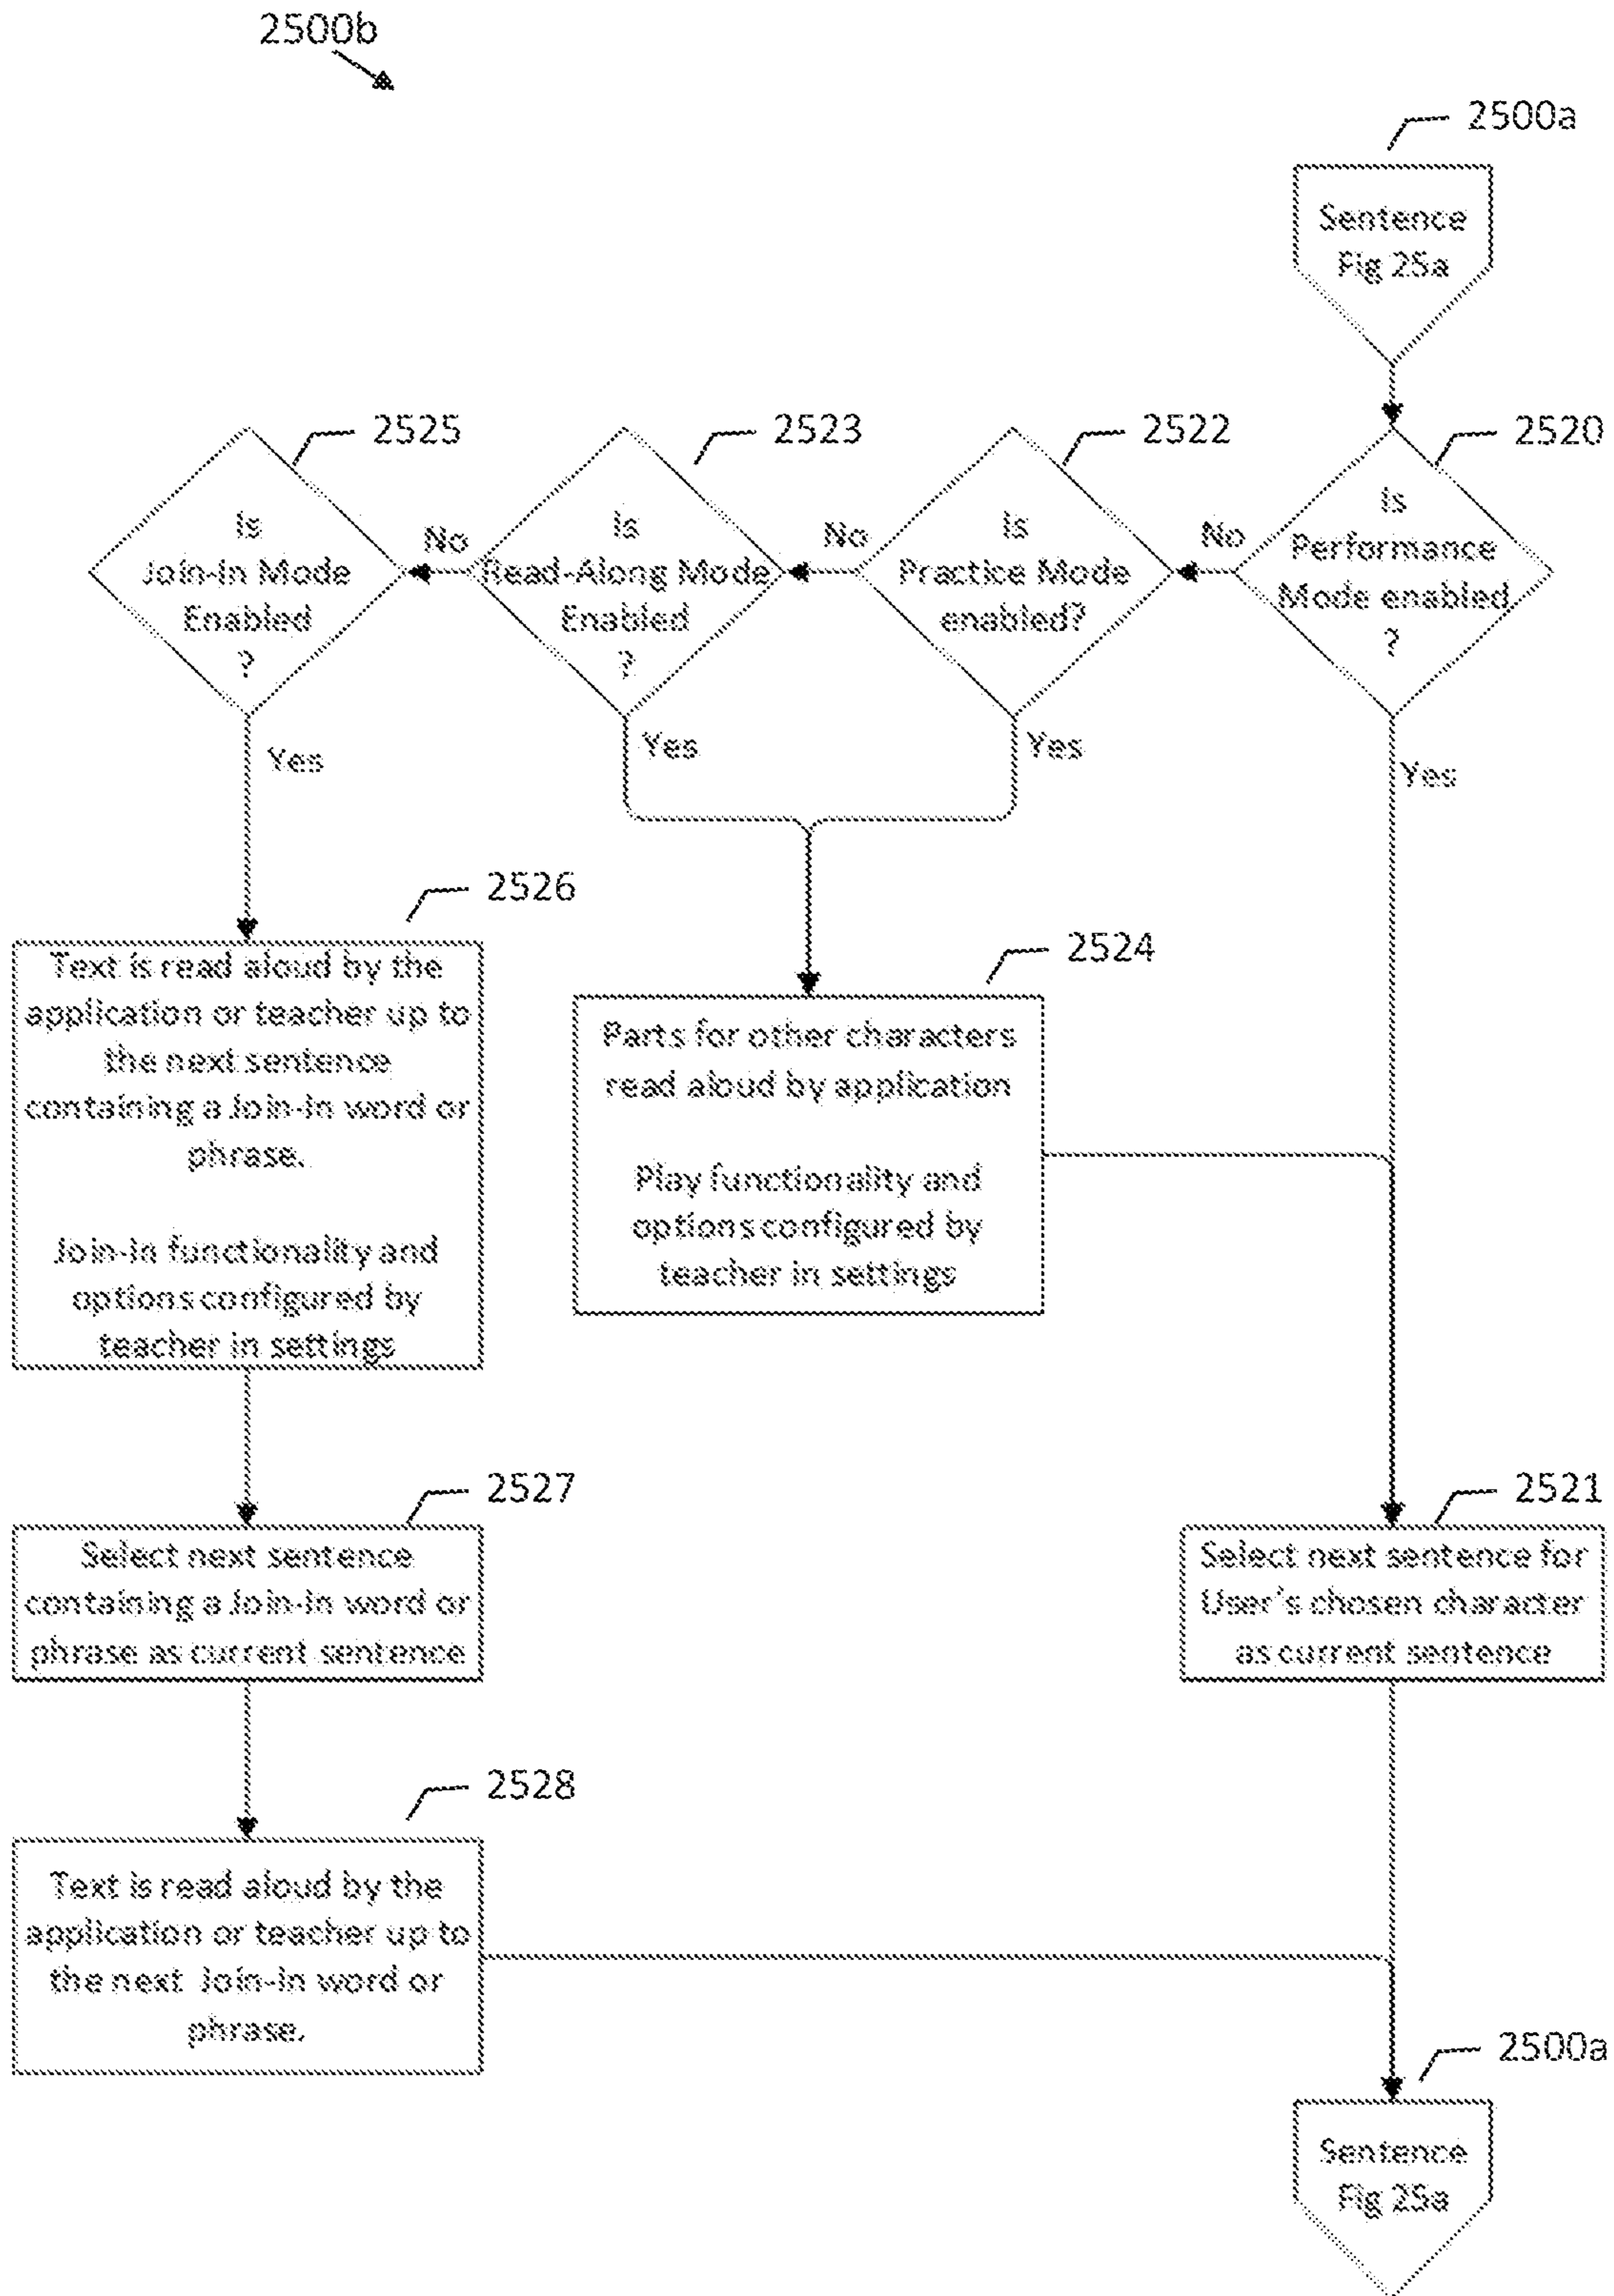 2500b
2500a
Sentence
Fig 25a
2525
2523
2522
2520
Is
Join-In Mode
Enabled
?
No
Is
Read-Along Mode
Enabled
?
No
Is
Practice Mode
enabled?
No
Is
Performance
Mode enabled
?
Yes
Yes
Yes
Yes
2526
Text is read aloud by the
application or teacher up to
the next sentence
containing a Join-In word or
phrase.
Join-In functionality and
options configured by
teacher in settings
2524
Parts for other characters
read aloud by application
Play functionality and
options configured by
teacher in settings
2527
Select next sentence
containing a Join-In word or
phrase as current sentence
2521
Select next sentence for
User's chosen character
as current sentence
2528
Text is read aloud by the
application or teacher up to
the next Join-In word or
phrase.
2500a
Sentence
Fig 25a